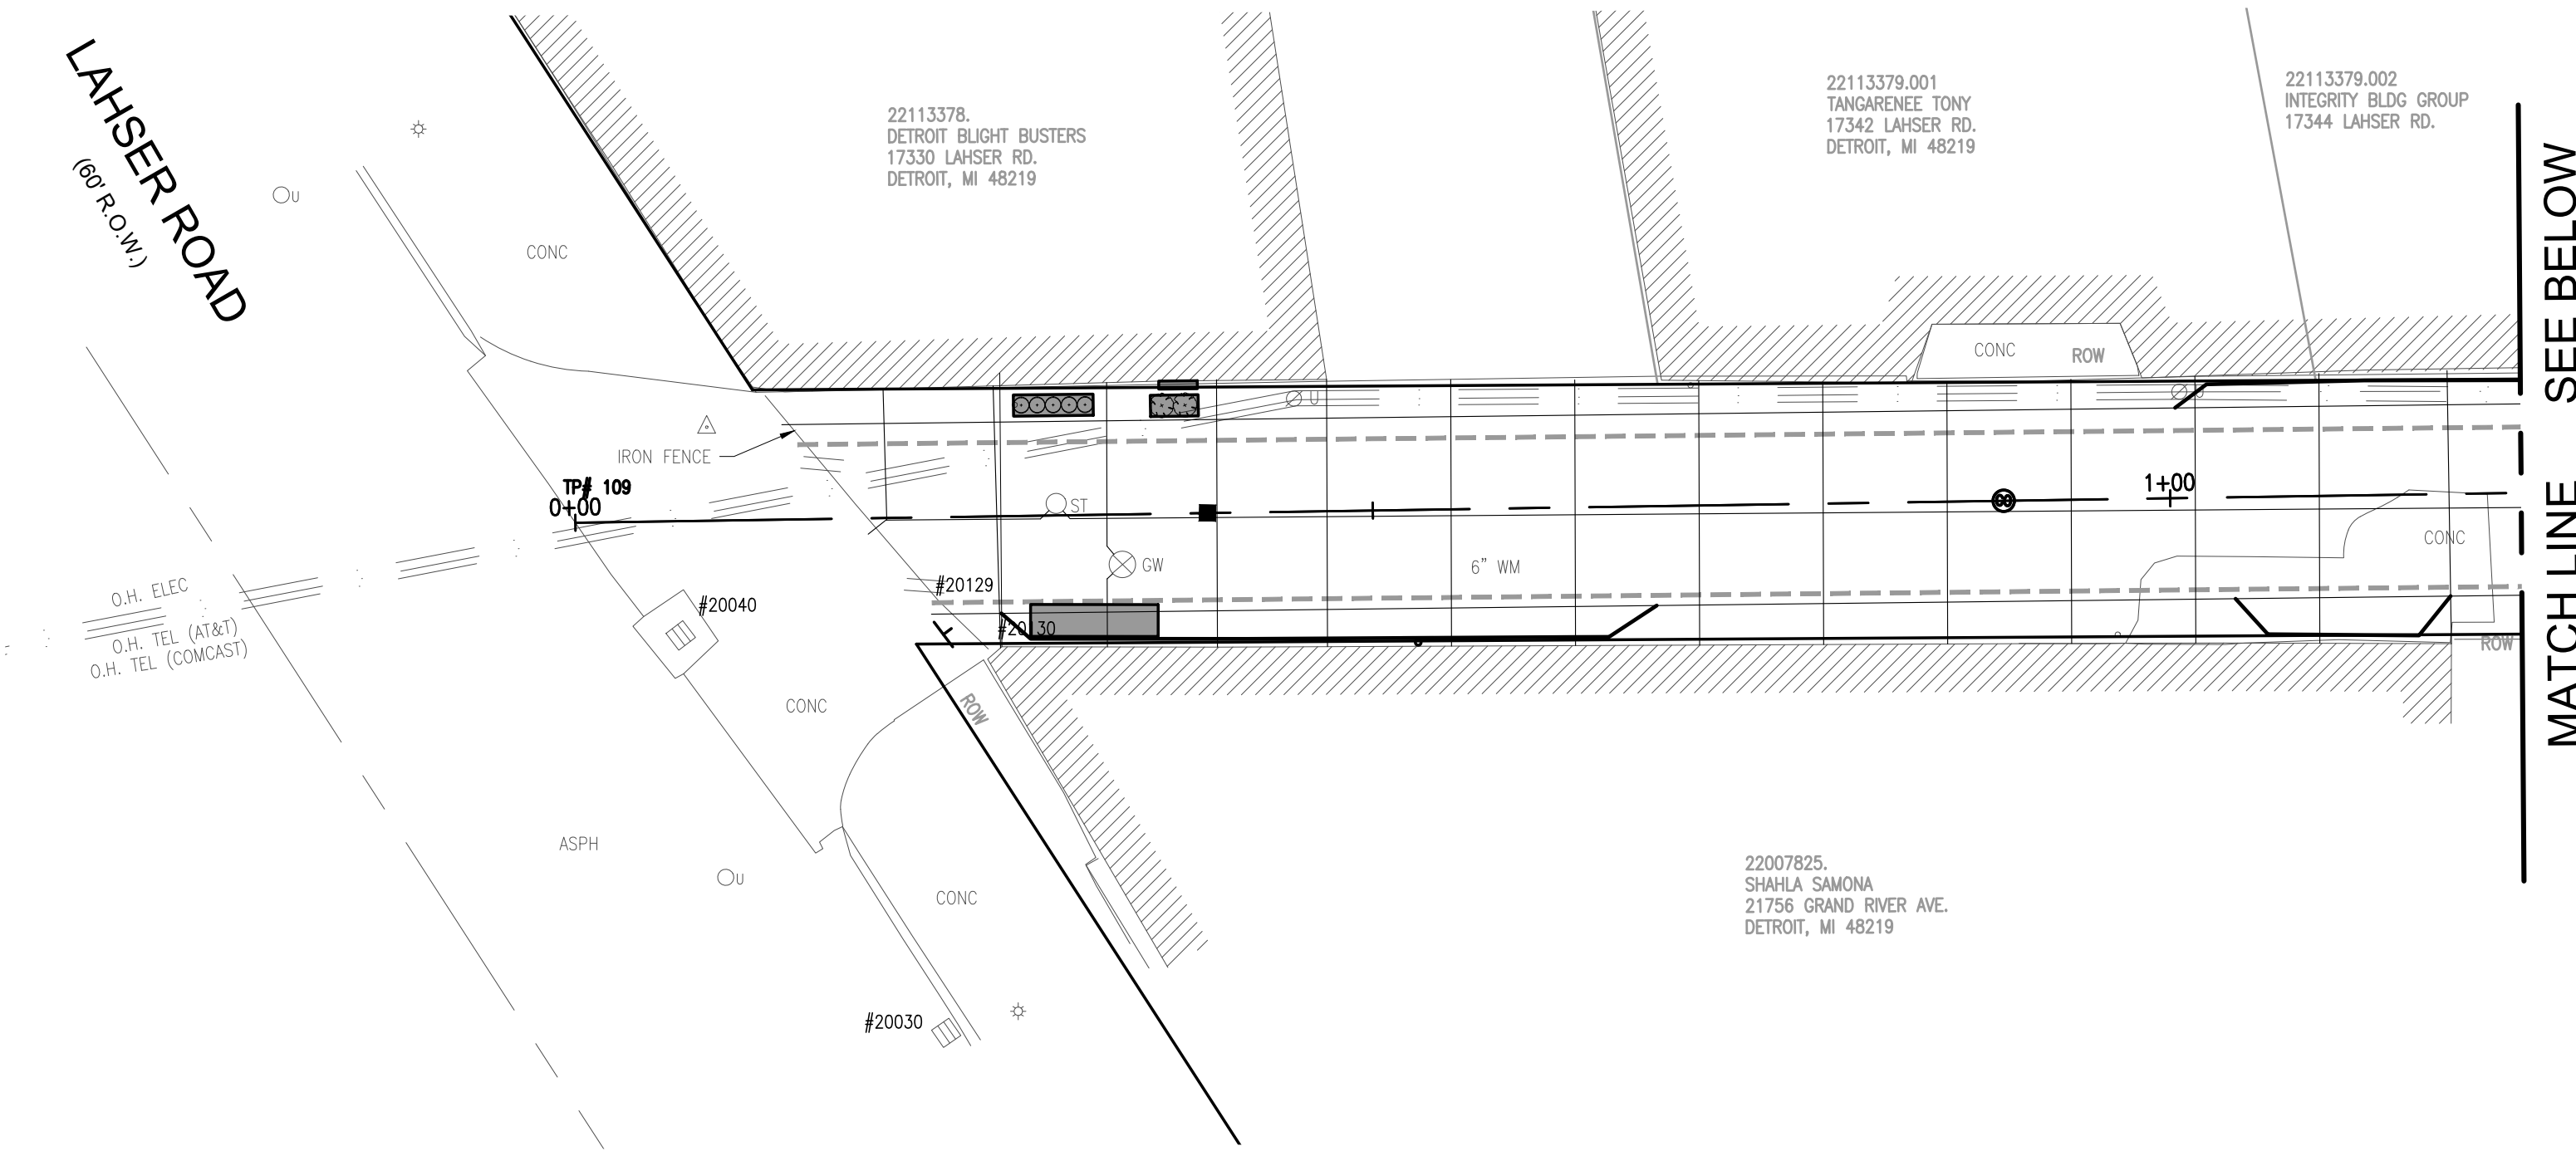 LAHSER ROAD
(60' R.O.W.)
U
CONC
22113378.
DETROIT BLIGHT BUSTERS
17330 LAHSER RD.
DETROIT, MI 48219
22113379.001
TANGARENEE TONY
17342 LAHSER RD.
DETROIT, MI 48219
22113379.002
INTEGRITY BLDG GROUP
17344 LAHSER RD.
CONC
ROW
U
IRON FENCE
TP# 109
0+00
ST
1+00
CONC
GW
6" WM
O.H. ELEC
O.H. TEL (AT&T)
O.H. TEL (COMCAST)
#20129
#20040
#20130
ROW
CONC
ROW
ASPH
U
CONC
#20030
22007825.
SHAHLA SAMONA
21756 GRAND RIVER AVE.
DETROIT, MI 48219
MATCH LINE SEE BELOW